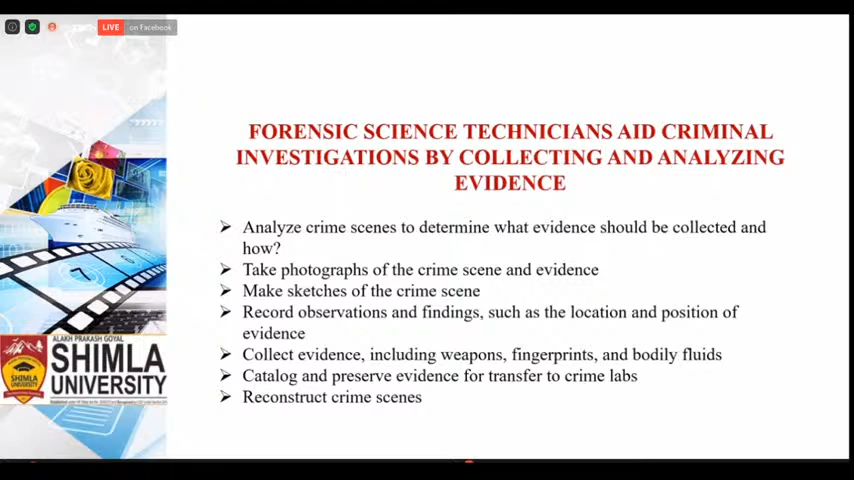 LIVE on Facebook
FORENSIC SCIENCE TECHNICIANS AID CRIMINAL
INVESTIGATIONS BY COLLECTING AND ANALYZING
EVIDENCE
Analyze crime scenes to determine what evidence should be collected and
how?
Take photographs of the crime scene and evidence
Make sketches of the crime scene
Record observations and findings, such as the location and position of
evidence
Collect evidence, including weapons, fingerprints, and bodily fluids
Catalog and preserve evidence for transfer to crime labs
Reconstruct crime scenes
7
ALAKH PRAKASH GOYAL
SHIMLA
UNIVERSITY
SHIMLA
UNIVERSITY